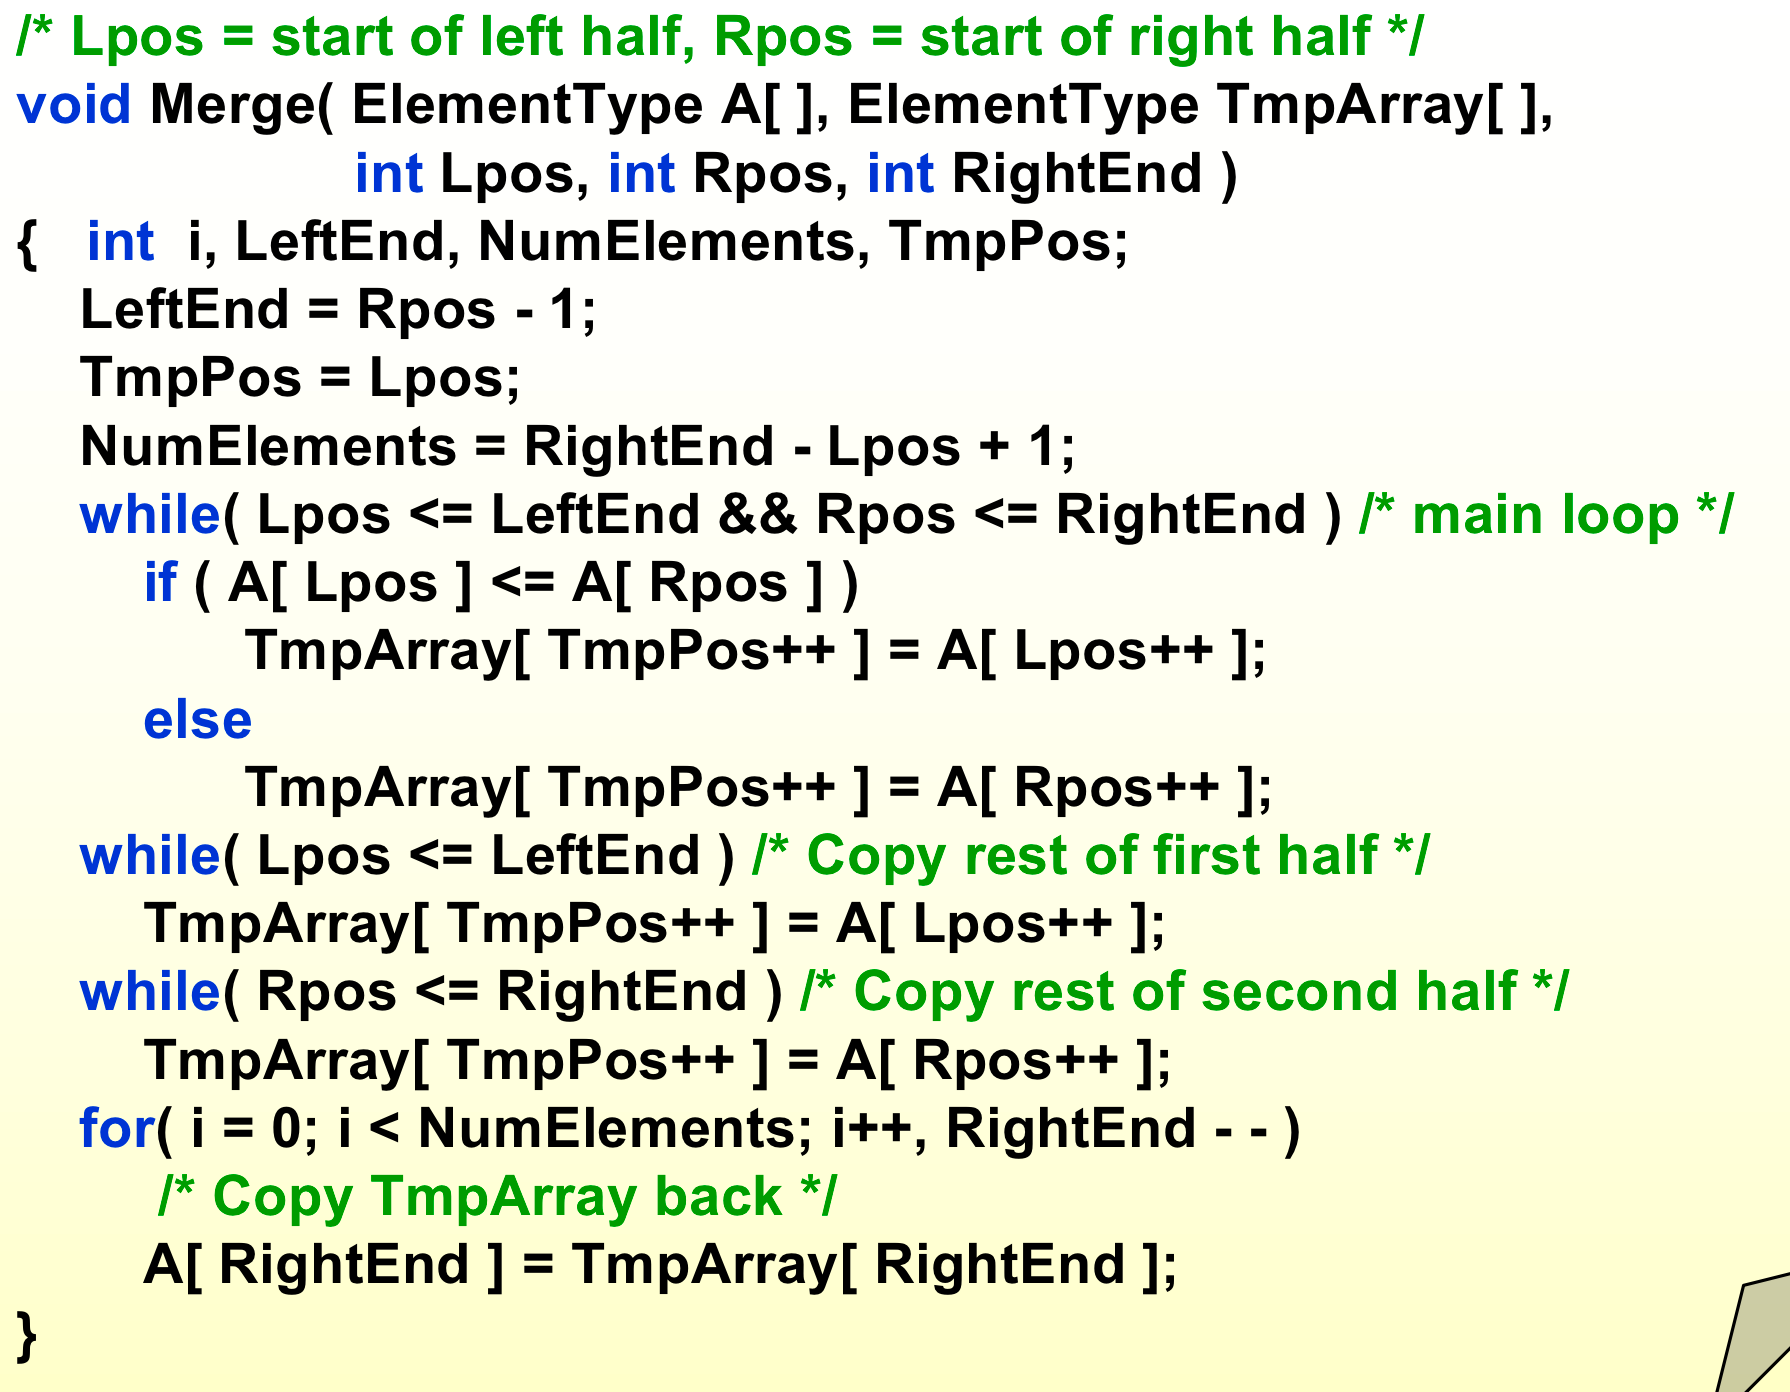 /* Lpos = start of left half, Rpos = start of right half */
void Merge( ElementType A[ ], ElementType TmpArray[ ],
int Lpos, int Rpos, int RightEnd )
{ int i, LeftEnd, NumElements, TmpPos;
LeftEnd = Rpos - 1;
TmpPos = Lpos;
NumElements = RightEnd - Lpos + 1;
while( Lpos <= LeftEnd && Rpos <= RightEnd ) /* main loop */
if ( A[ Lpos ] <= A[ Rpos ] )
TmpArray[ TmpPos++ ] = A[ Lpos++ ];
else
TmpArray[ TmpPos++ ] = A[ Rpos++ ];
while( Lpos <= LeftEnd ) /* Copy rest of first half */
TmpArray[ TmpPos++ ] = A[ Lpos++ ];
while( Rpos <= RightEnd ) /* Copy rest of second half */
TmpArray[ TmpPos++ ] = A[ Rpos++ ];
for( i = 0; i < NumElements; i++, RightEnd - - )
/* Copy TmpArray back */
A[ RightEnd ] = TmpArray[ RightEnd ];
}